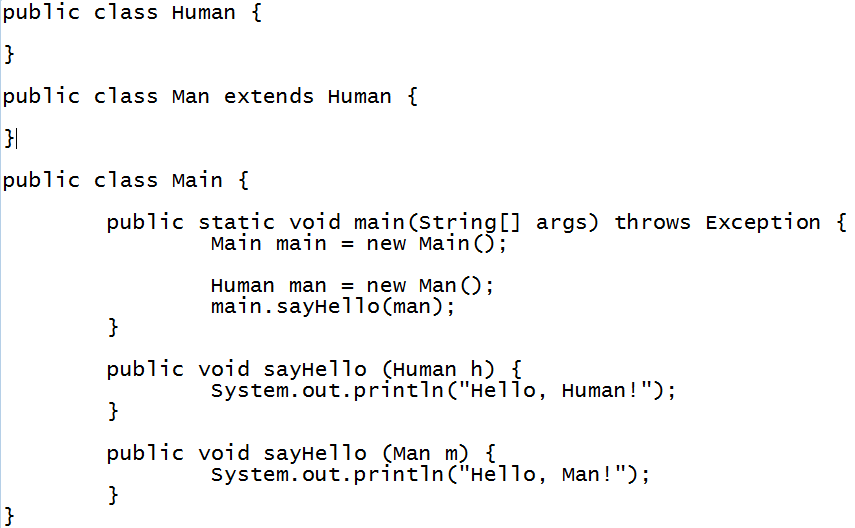 public class Human {
}
public class Man extends Human {
}
public class Main {
public static void main(String[] args) throws Exception {
Main main = new Main();
Human man = new Man();
main.sayHello(man);
}
public void sayHello (Human h) {
System.out.println("Hello, Human!");
}
public void sayHello (Man m) {
System.out.println("Hello, Man!");
}
}